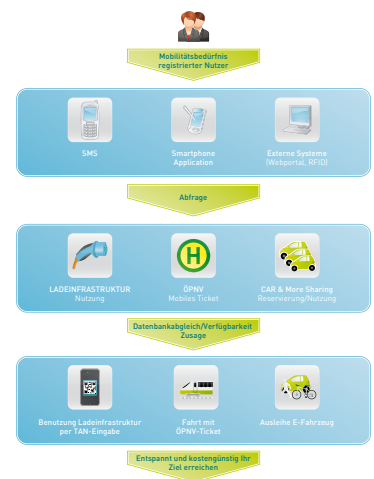 Mobilitätsbedürfnis
registrierter Nutzer
SMS
Smartphone
Application
Externe Systeme
(Webportal, RFID)
Abfrage
H
LADEINFRASTRUKTUR
Nutzung
ÖPNV
Mobiles Ticket
CAR & More Sharing
Reservierung/Nutzung
Datenbankabgleich/Verfügbarkeit
Zusage
Benutzung Ladeinfrastruktur
per TAN-Eingabe
Fahrt mit
ÖPNV-Ticket
Ausleihe E-Fahrzeug
Entspannt und kostengünstig Ihr
Ziel erreichen